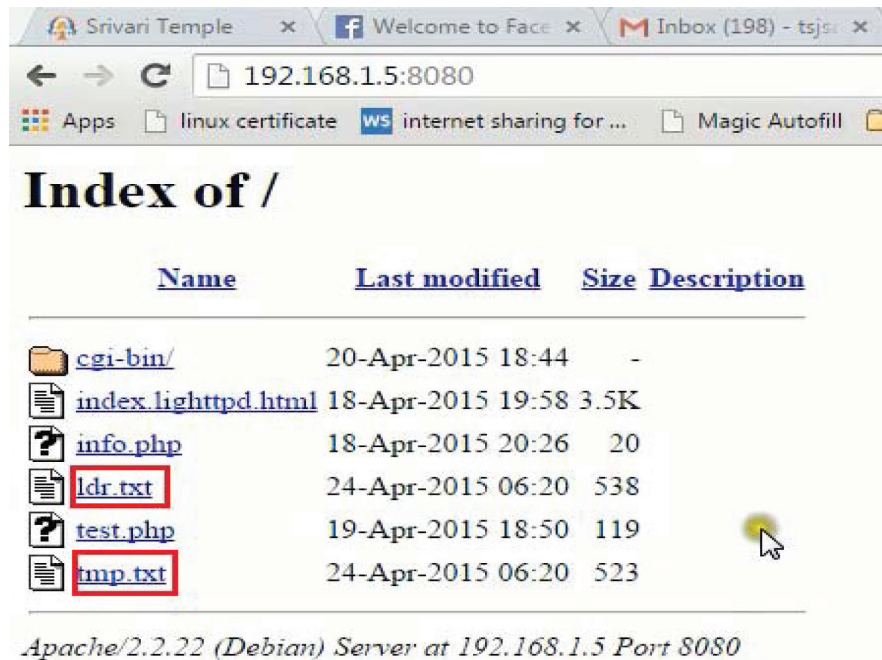 Srivari Temple × Welcome to Face × Inbox (198) - tsjs ×
192.168.1.5:8080
Apps linux certificate ws internet sharing for ... Magic Autofill
Index of /
Name Last modified Size Description
cgi-bin/ 20-Apr-2015 18:44 -
index.lighttpd.html 18-Apr-2015 19:58 3.5K
info.php 18-Apr-2015 20:26 20
ldr.txt 24-Apr-2015 06:20 538
test.php 19-Apr-2015 18:50 119
tmp.txt 24-Apr-2015 06:20 523
Apache/2.2.22 (Debian) Server at 192.168.1.5 Port 8080